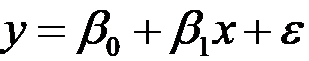 y = β₀ + β₁x + ε